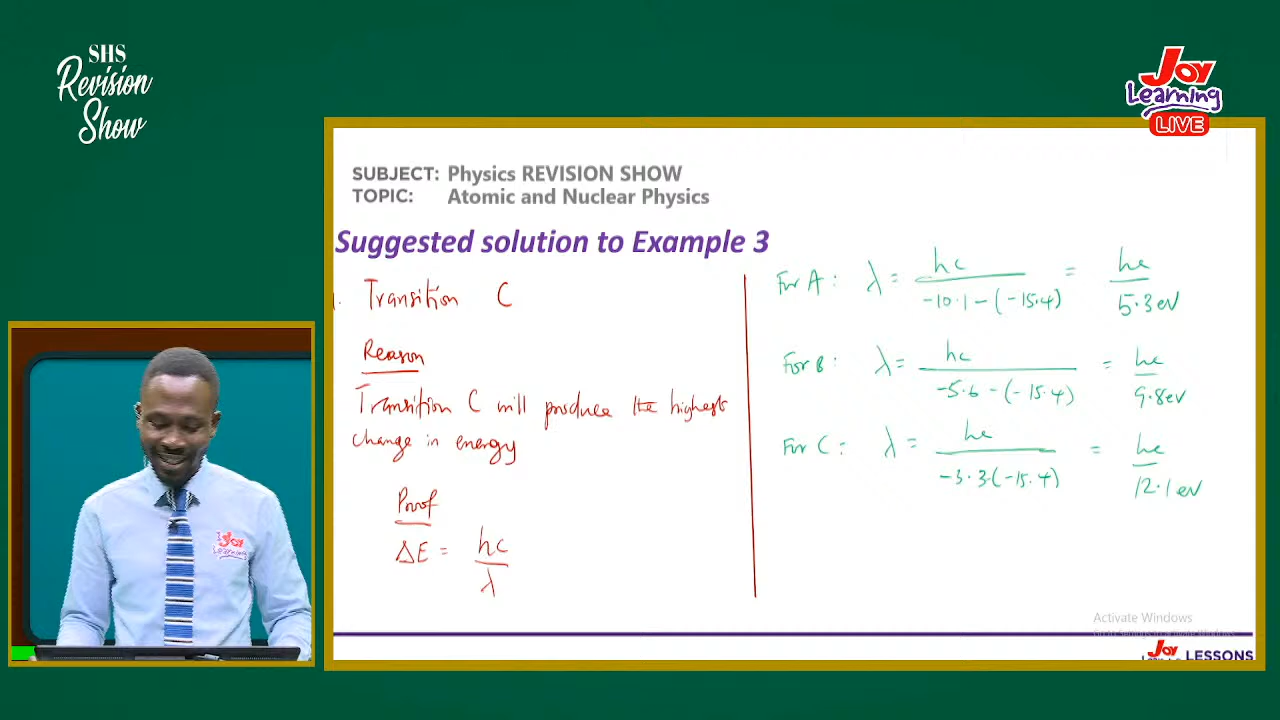 SHS
Revision
Show
Joy
Learning
LIVE
SUBJECT: Physics REVISION SHOW
TOPIC: Atomic and Nuclear Physics
Suggested solution to Example 3
Transition C
Reason
Transition C will produce the highest
change in energy
Proof
ΔE = hc
λ
For A: λ = hc = hc
-10.1 - (-15.4) 5.3eV
For B: λ = hc = hc
-5.6 - (-15.4) 9.8eV
For C: λ = hc = hc
-3.3(-15.4) 12.1eV
Joy
Learning
Activate Windows
Joy
LESSONS